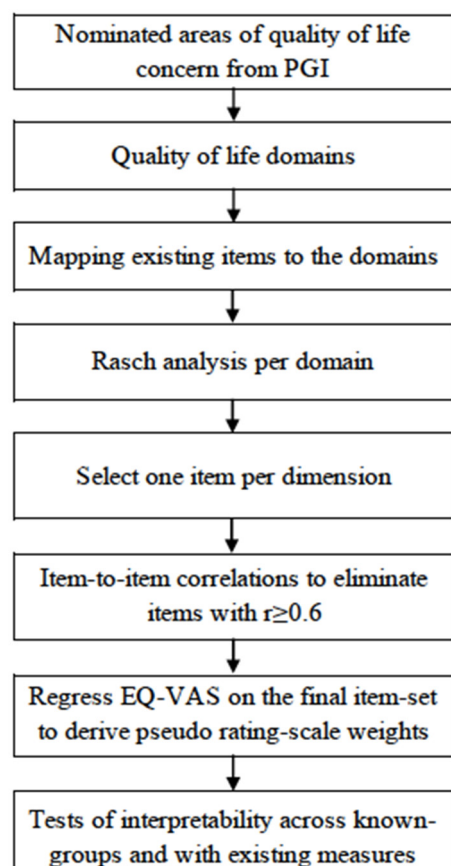 Nominated areas of quality of life
concern from PGI
Quality of life domains
Mapping existing items to the domains
Rasch analysis per domain
Select one item per dimension
Item-to-item correlations to eliminate
items with r≥0.6
Regress EQ-VAS on the final item-set
to derive pseudo rating-scale weights
Tests of interpretability across known-
groups and with existing measures